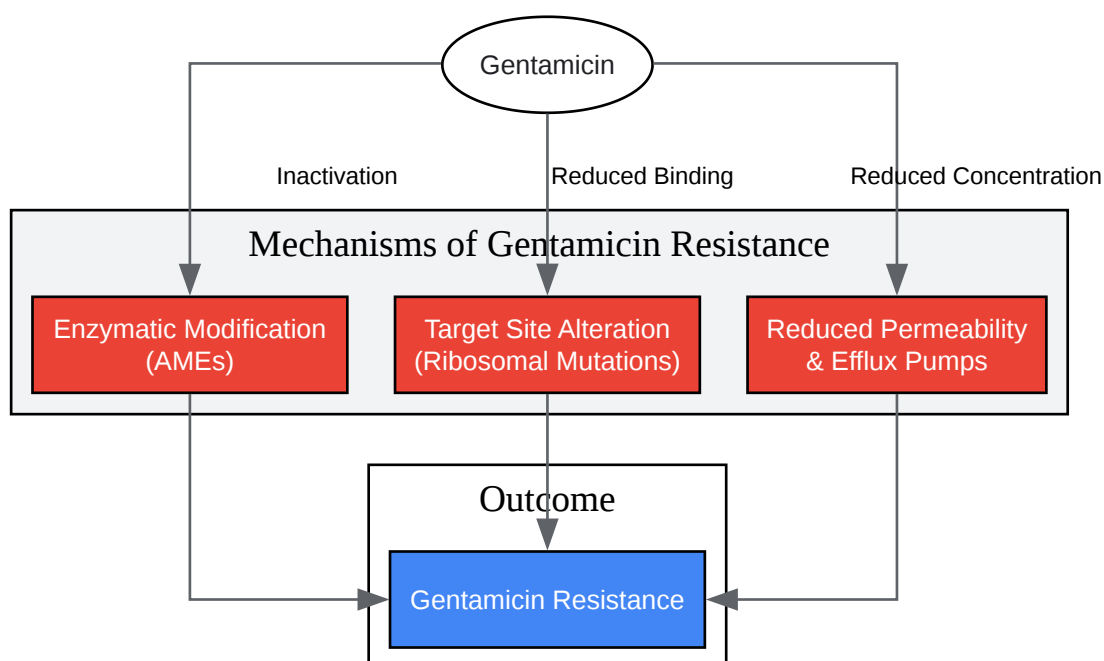 Gentamicin
Inactivation
Reduced Binding
Reduced Concentration
Mechanisms of Gentamicin Resistance
Enzymatic Modification
(AMEs)
Target Site Alteration
(Ribosomal Mutations)
Reduced Permeability
& Efflux Pumps
Outcome
Gentamicin Resistance